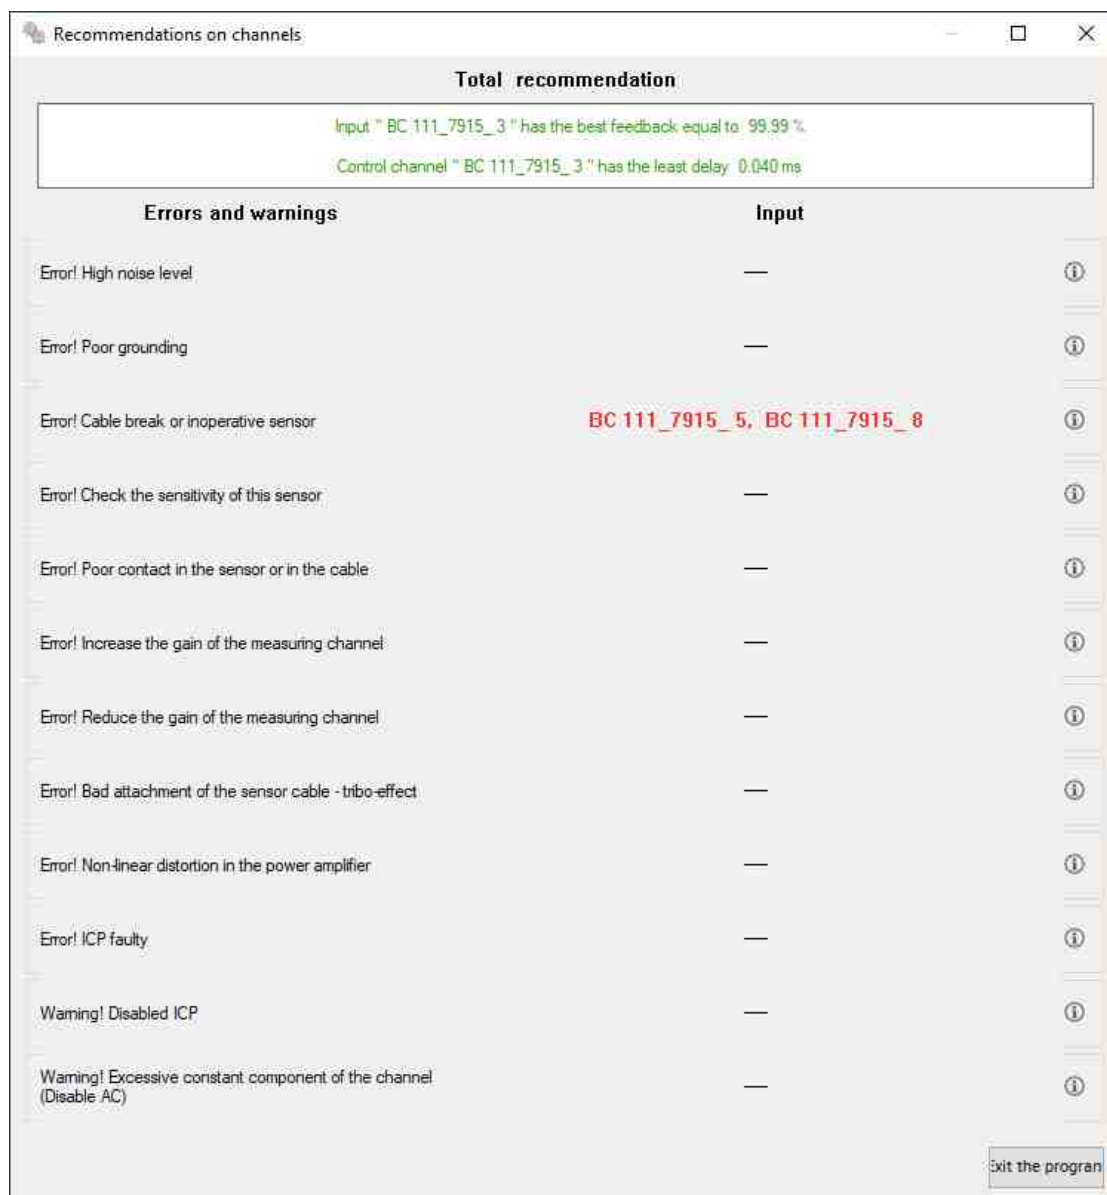 Recommendations on channels
Total recommendation
Input " BC 111_7915_ 3 " has the best feedback equal to 99.99 %
Control channel " BC 111_7915_ 3 " has the least delay 0.040 ms
Errors and warnings Input
Error! High noise level —
Error! Poor grounding —
Error! Cable break or inoperative sensor BC 111_7915_ 5, BC 111_7915_ 8
Error! Check the sensitivity of this sensor —
Error! Poor contact in the sensor or in the cable —
Error! Increase the gain of the measuring channel —
Error! Reduce the gain of the measuring channel —
Error! Bad attachment of the sensor cable - tribo-effect —
Error! Non-linear distortion in the power amplifier —
Error! ICP faulty —
Warning! Disabled ICP —
Warning! Excessive constant component of the channel
(Disable AC) —
Exit the program